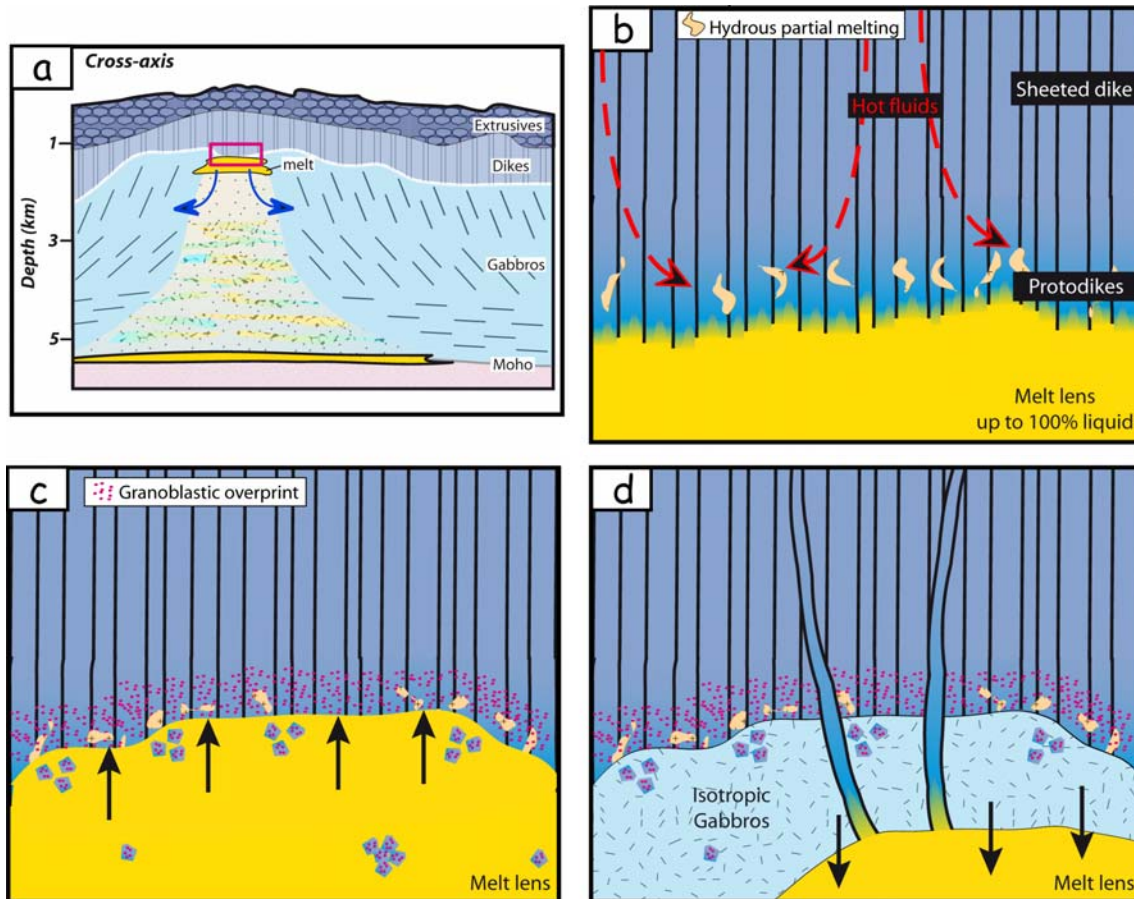 a
Cross-axis
Extrusives
1
melt
Dikes
Depth (km)
3
Gabbros
5
Moho
b
Hydrous partial melting
Sheeted dike
Hot fluids
Protodikes
Melt lens
up to 100% liquid
c
Granoblastic overprint
Melt lens
d
Isotropic
Gabbros
Melt lens